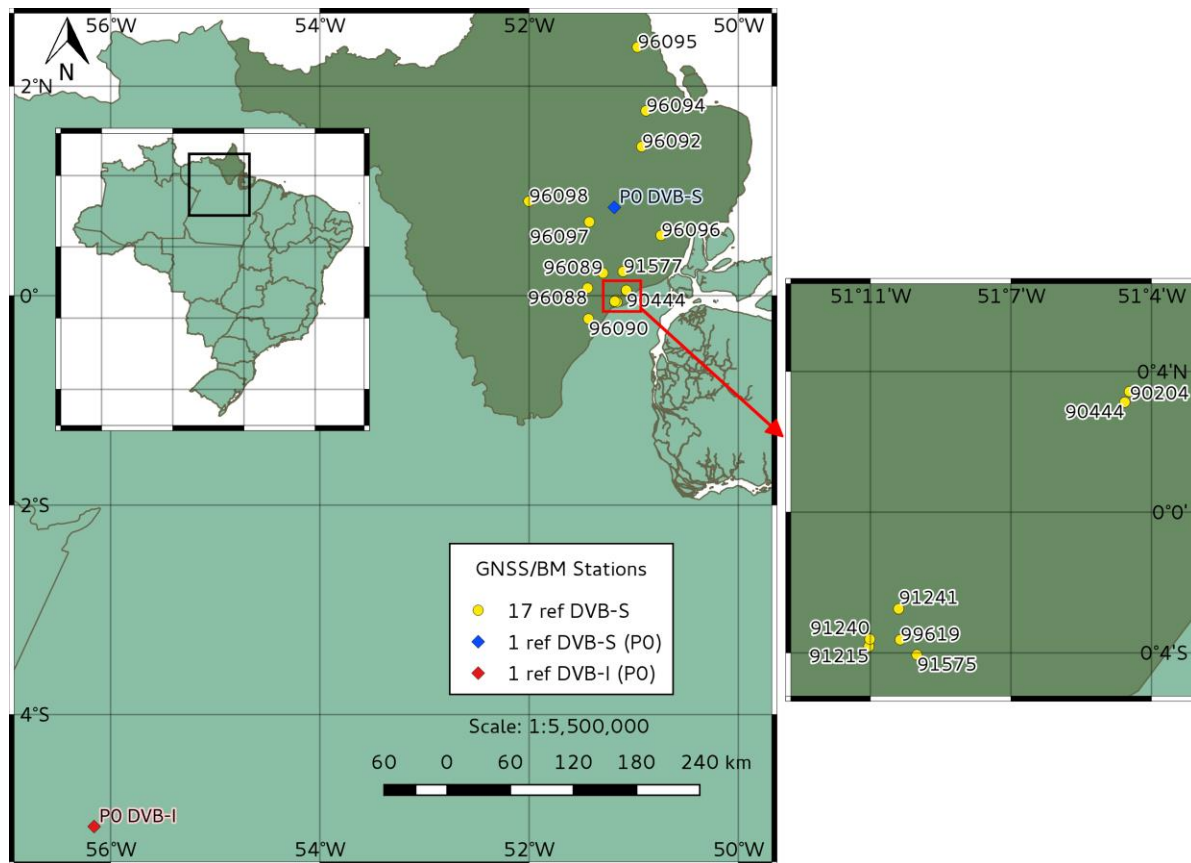 56°W
54°W
52°W
50°W
N
2°N
0°
2°S
4°S
96095
96094
96092
96098
P0 DVB-S
96097
96096
96089
91577
96088
90444
96090
GNSS/BM Stations
17 ref DVB-S
1 ref DVB-S (P0)
1 ref DVB-I (P0)
Scale: 1:5,500,000
60 0 60 120 180 240 km
P0 DVB-I
56°W
54°W
52°W
50°W
51°11'W
51°7'W
51°4'W
0°4'N
90204
90444
0°0'
91241
91240
99619
91215
91575
0°4'S